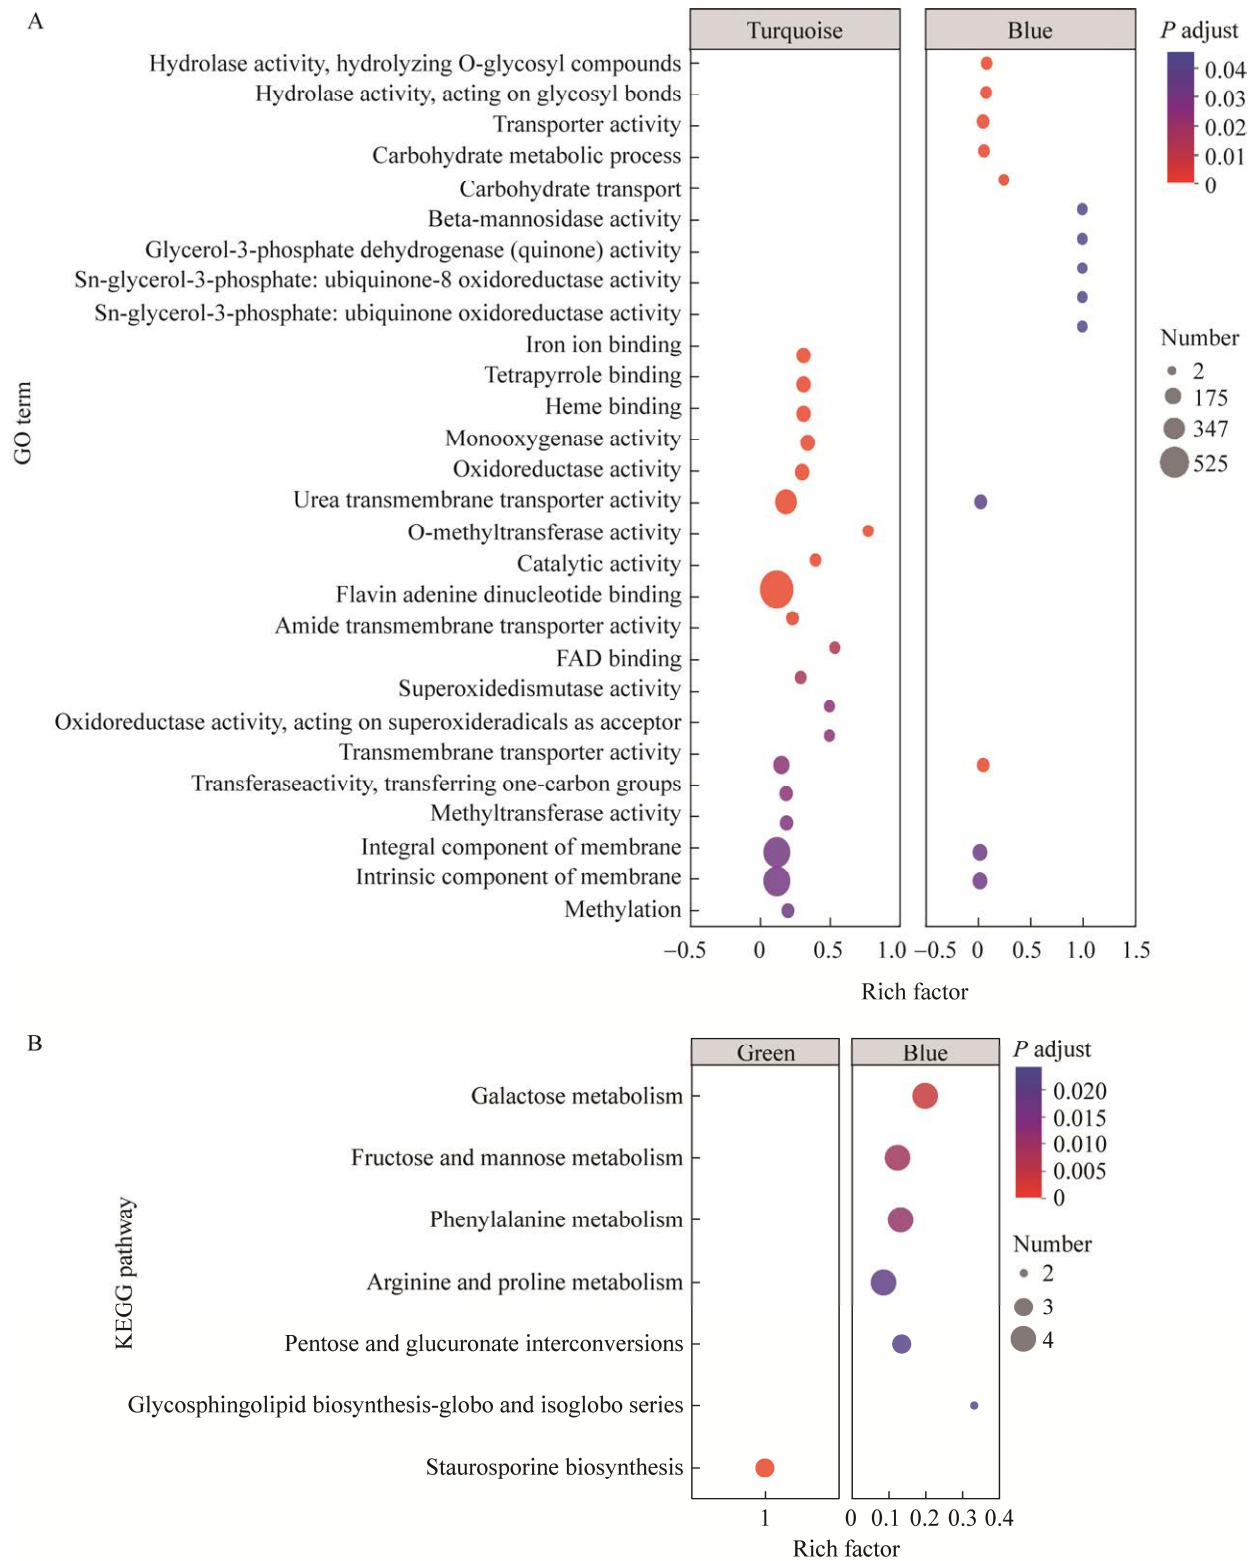 A
Turquoise
Blue
P adjust
Hydrolase activity, hydrolyzing O-glycosyl compounds
Hydrolase activity, acting on glycosyl bonds
Transporter activity
Carbohydrate metabolic process
Carbohydrate transport
Beta-mannosidase activity
Glycerol-3-phosphate dehydrogenase (quinone) activity
Sn-glycerol-3-phosphate: ubiquinone-8 oxidoreductase activity
Sn-glycerol-3-phosphate: ubiquinone oxidoreductase activity
Iron ion binding
Tetrapyrrole binding
Heme binding
Monooxygenase activity
Oxidoreductase activity
Urea transmembrane transporter activity
O-methyltransferase activity
Catalytic activity
Flavin adenine dinucleotide binding
Amide transmembrane transporter activity
FAD binding
Superoxidedismutase activity
Oxidoreductase activity, acting on superoxideradicals as acceptor
Transmembrane transporter activity
Transferaseactivity, transferring one-carbon groups
Methyltransferase activity
Integral component of membrane
Intrinsic component of membrane
Methylation
GO term
0.04
0.03
0.02
0.01
0
Number
2
175
347
525
−0.5 0 0.5 1.0 −0.5 0 0.5 1.0 1.5
Rich factor
B
Green
Blue
P adjust
Galactose metabolism
Fructose and mannose metabolism
Phenylalanine metabolism
Arginine and proline metabolism
Pentose and glucuronate interconversions
Glycosphingolipid biosynthesis-globo and isoglobo series
Staurosporine biosynthesis
KEGG pathway
0.020
0.015
0.010
0.005
0
Number
2
3
4
1 0 0.1 0.2 0.3 0.4
Rich factor